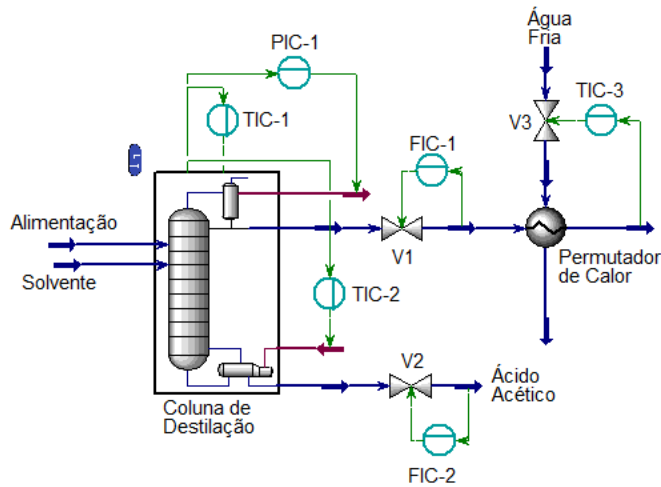 Água
Fria
PIC-1
TIC-3
TIC-1
V3
FIC-1
LT
Alimentação
V1
Permutador
de Calor
Solvente
TIC-2
V2
Ácido
Acético
Coluna de
Destilação
FIC-2